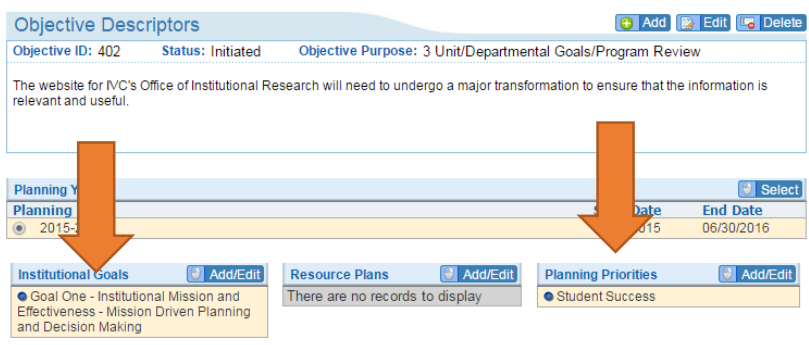 Objective Descriptors
Add Edit Delete
Objective ID: 402 Status: Initiated Objective Purpose: 3 Unit/Departmental Goals/Program Review
The website for IVC's Office of Institutional Research will need to undergo a major transformation to ensure that the information is
relevant and useful.
Planning Select
Planning Date End Date
06/30/2016
Institutional Goals Add/Edit
Goal One - Institutional Mission and
Effectiveness - Mission Driven Planning
and Decision Making
Resource Plans Add/Edit
There are no records to display
Planning Priorities Add/Edit
Student Success